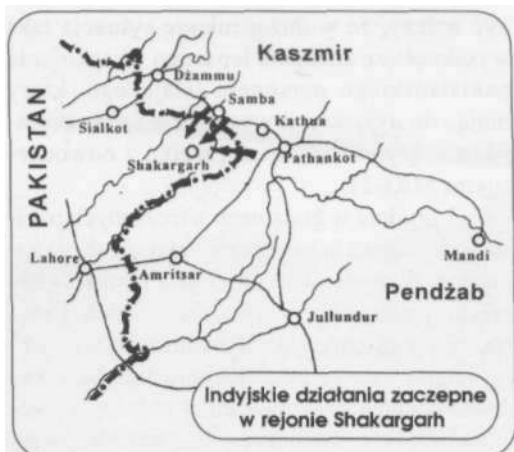 Kaszmir
Dżammu
Samba
Sialkot
Kathua
Pathankot
Shakargarh
PAKISTAN
Lahore
Amritsar
Mandi
Pendżab
Jullundur
Indyjskie działania zaczepne
w rejonie Shakargarh